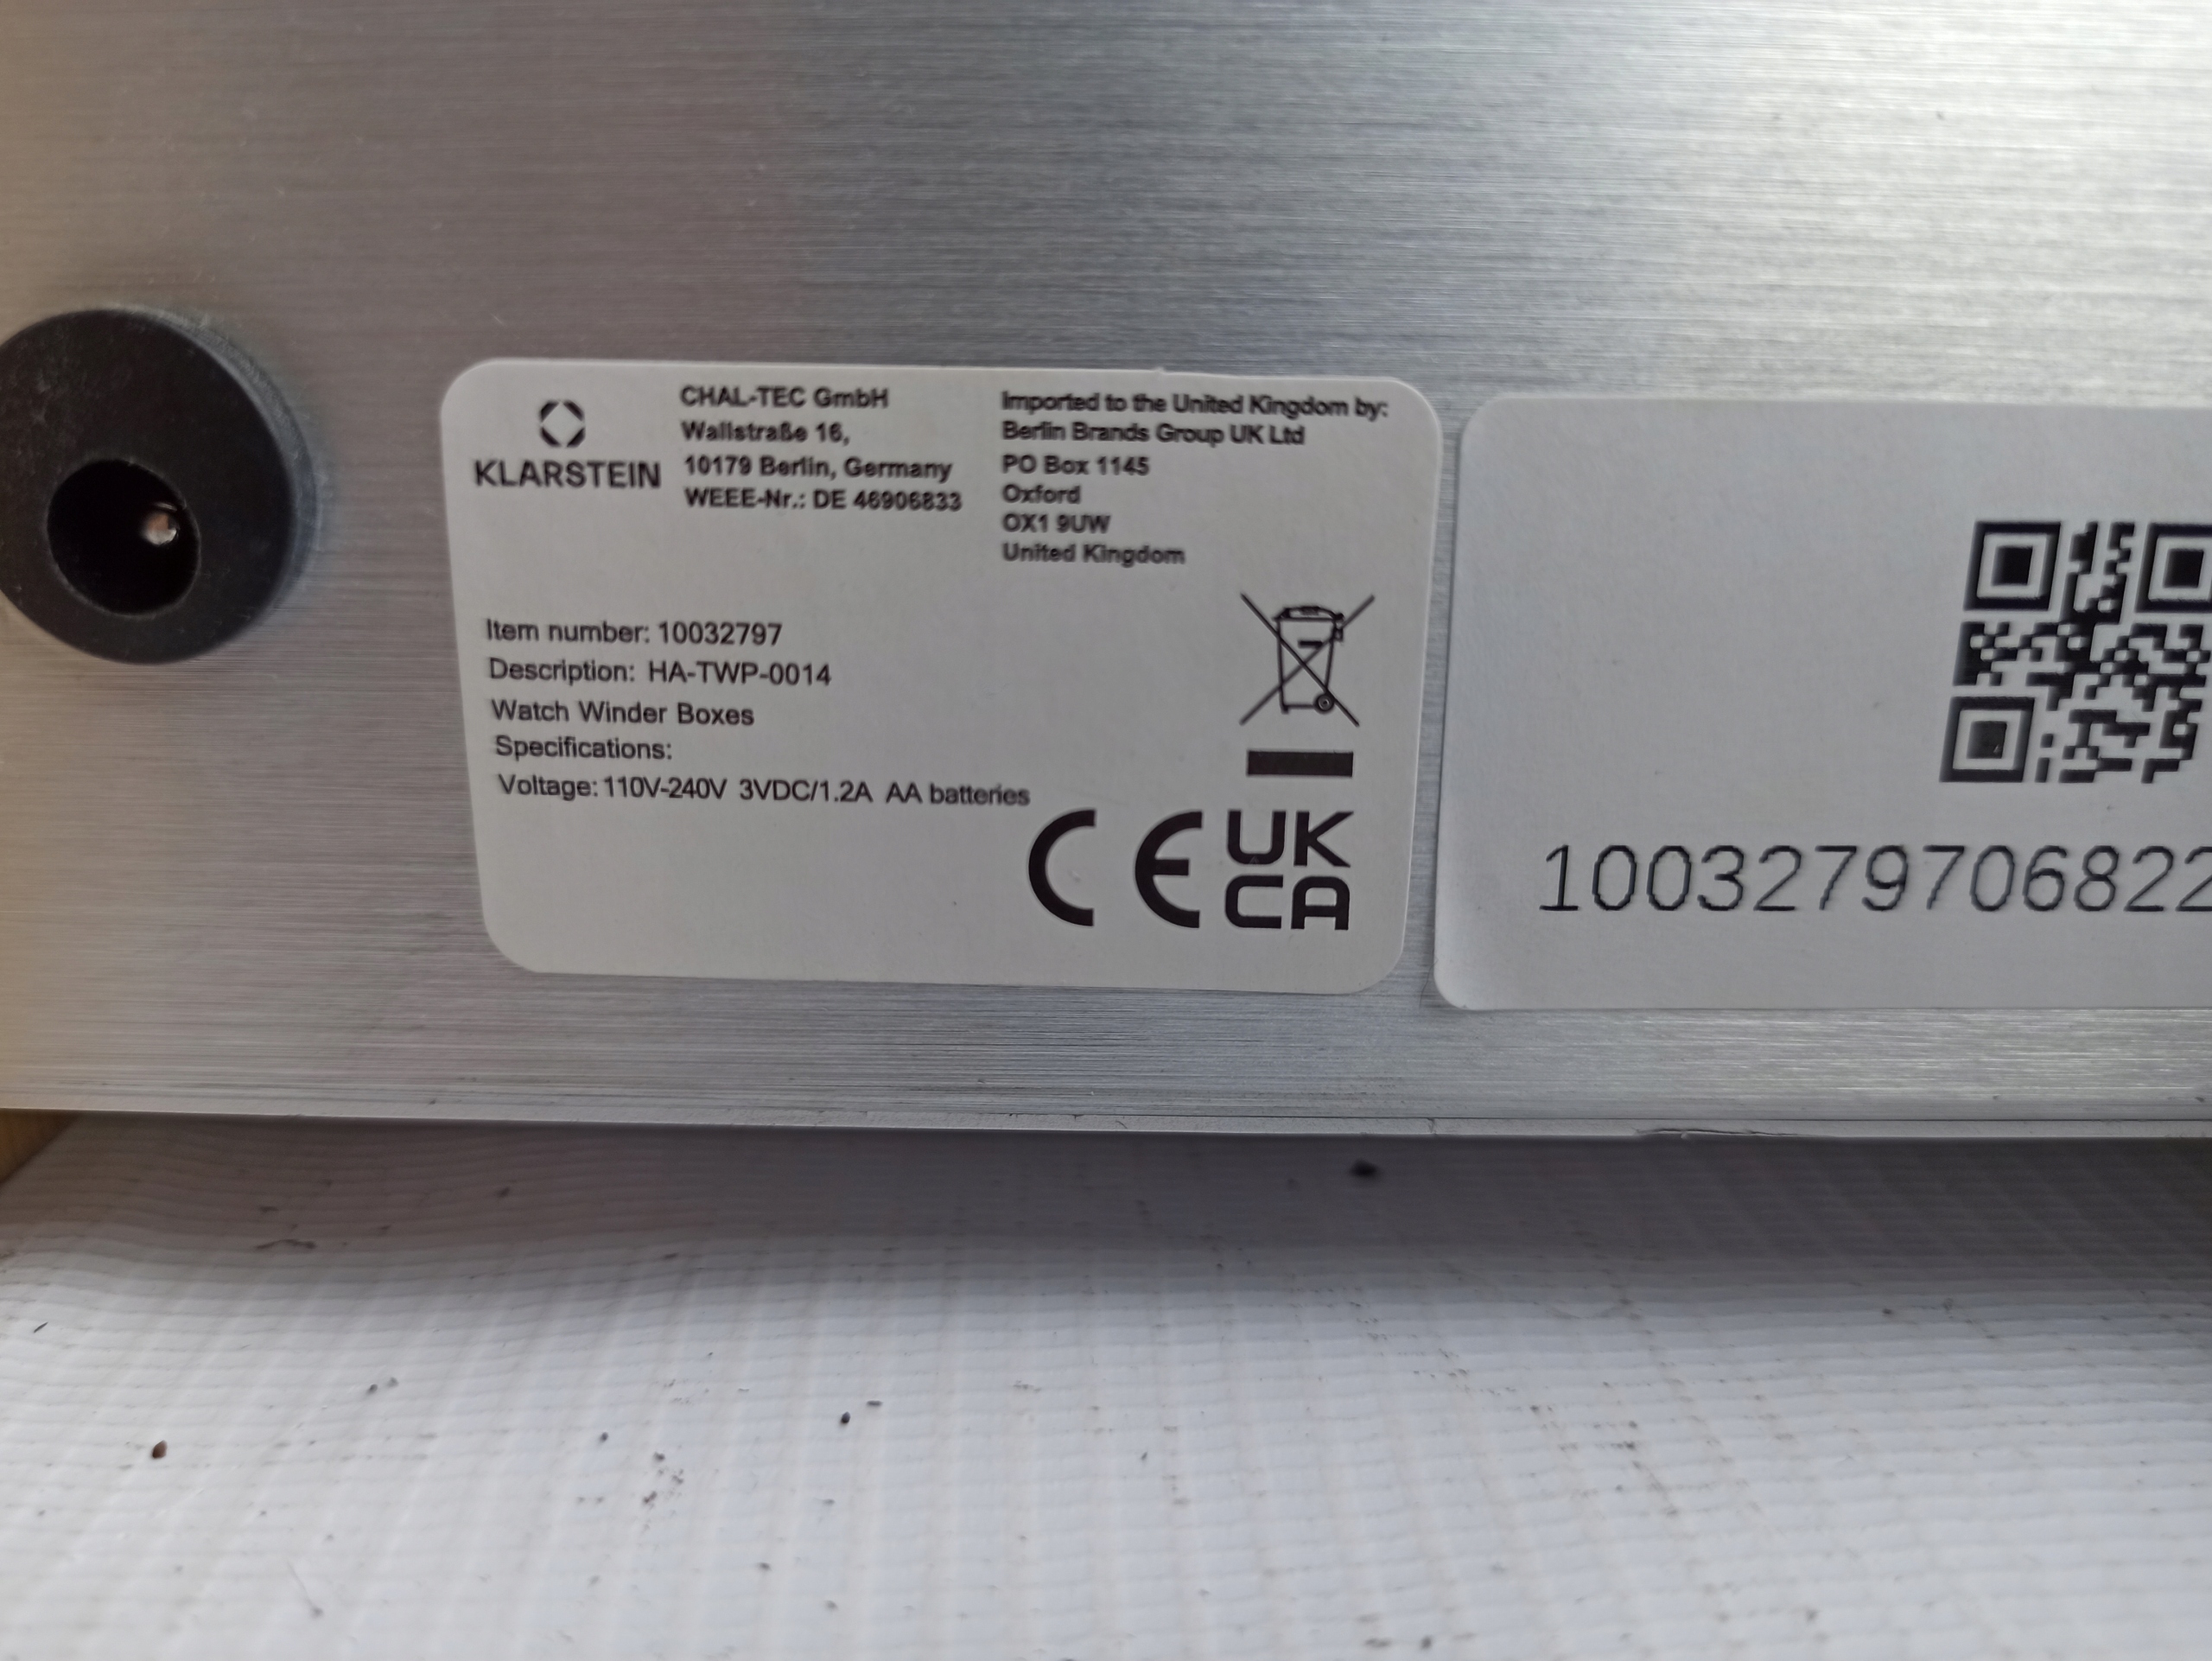 KLARSTEIN
CHAL-TEC GmbH
Wallstraße 16,
10179 Berlin, Germany
WEEE-Nr.: DE 46906833
Imported to the United Kingdom by:
Berlin Brands Group UK Ltd
PO Box 1145
Oxford
OX1 9UW
United Kingdom
Item number: 10032797
Description: HA-TWP-0014
Watch Winder Boxes
Specifications:
Voltage: 110V-240V 3VDC/1.2A AA batteries
CE
UK
CA
1003279706822